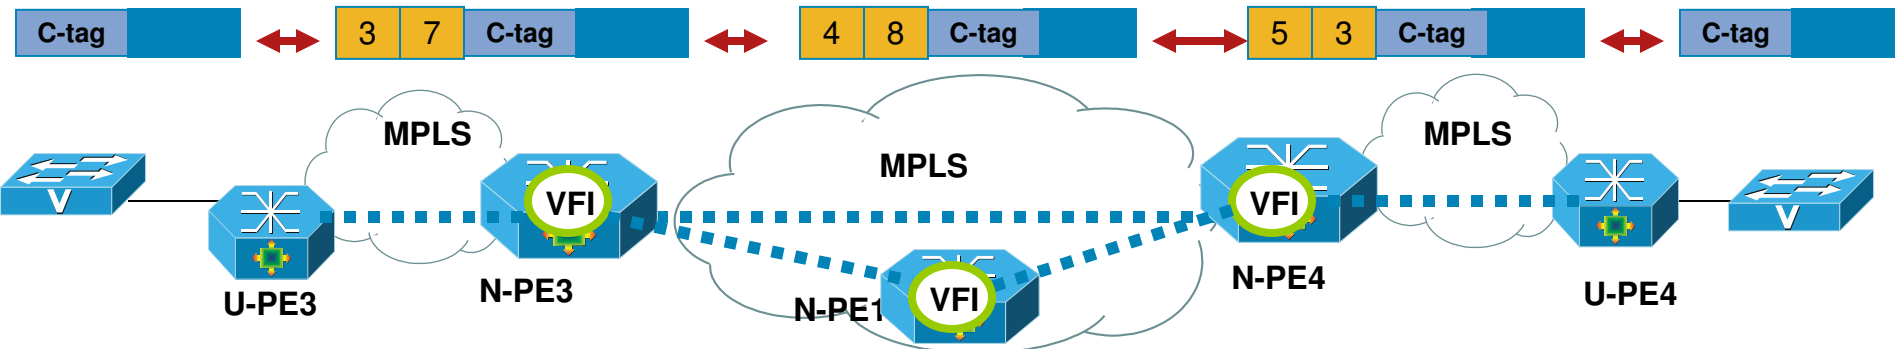 C-tag 3 7 C-tag 4 8 C-tag 5 3 C-tag C-tag
MPLS MPLS MPLS
V VFI VFI V
U-PE3 N-PE3 N-PE1 VFI N-PE4 U-PE4